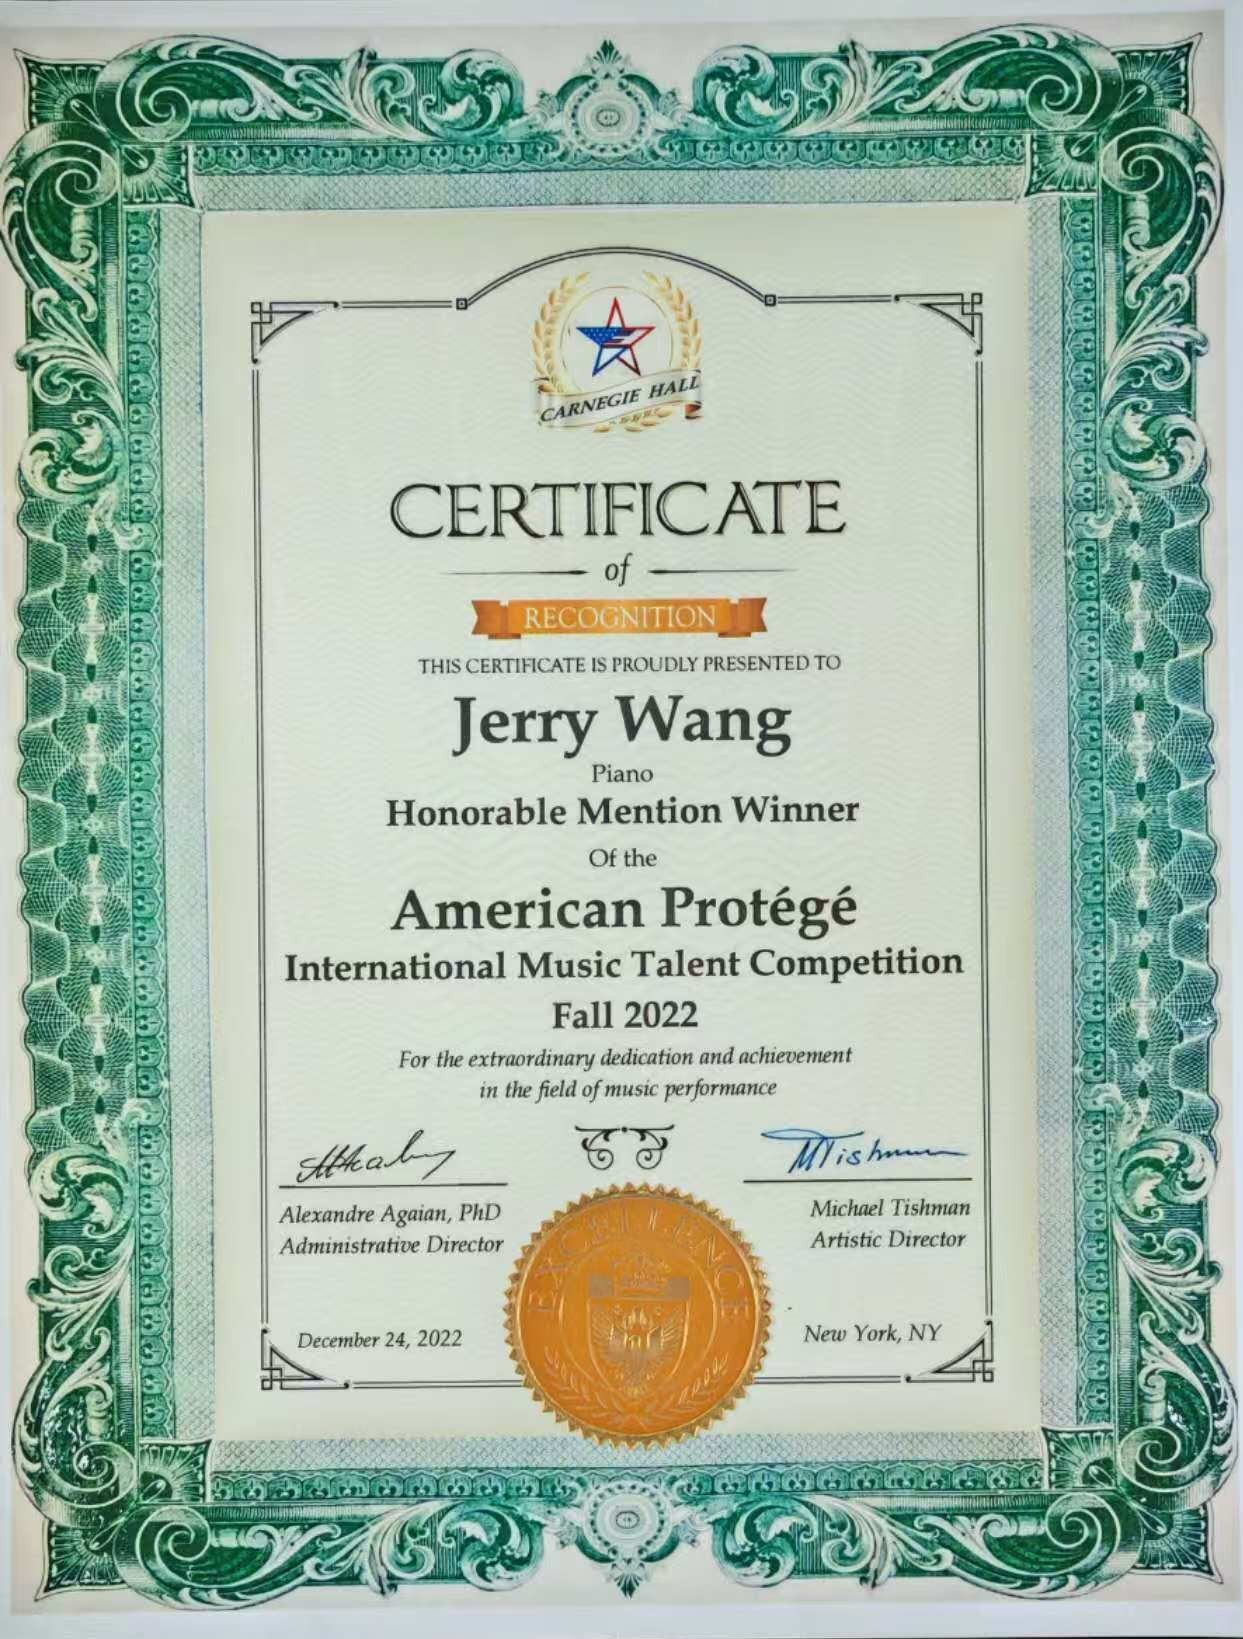 CARNEGIE HALL
CERTIFICATE
of
RECOGNITION
THIS CERTIFICATE IS PROUDLY PRESENTED TO
Jerry Wang
Piano
Honorable Mention Winner
Of the
American Protégé
International Music Talent Competition
Fall 2022
For the extraordinary dedication and achievement
in the field of music performance
MTishman
Alexandre Agaian, PhD
Administrative Director
Michael Tishman
Artistic Director
EXCELLENCE
December 24, 2022
New York, NY